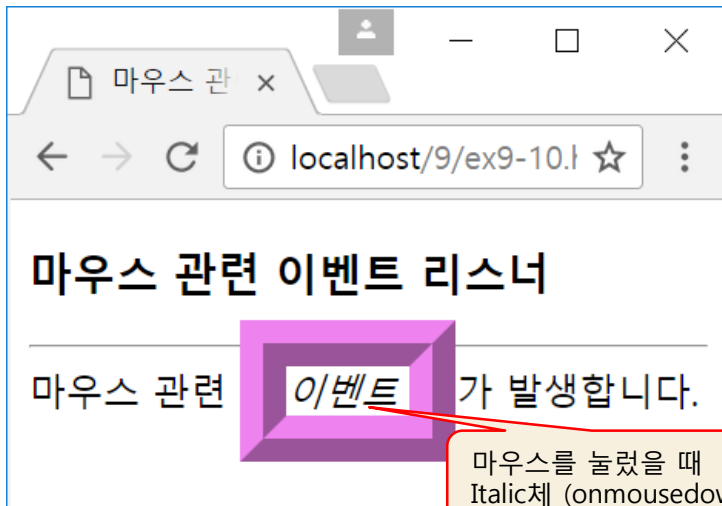 마우스 관
localhost/9/ex9-10.h
마우스 관련 이벤트 리스너
마우스 관련 이벤트 가 발생합니다.
마우스를 눌렀을 때
Italic체 (onmousedow